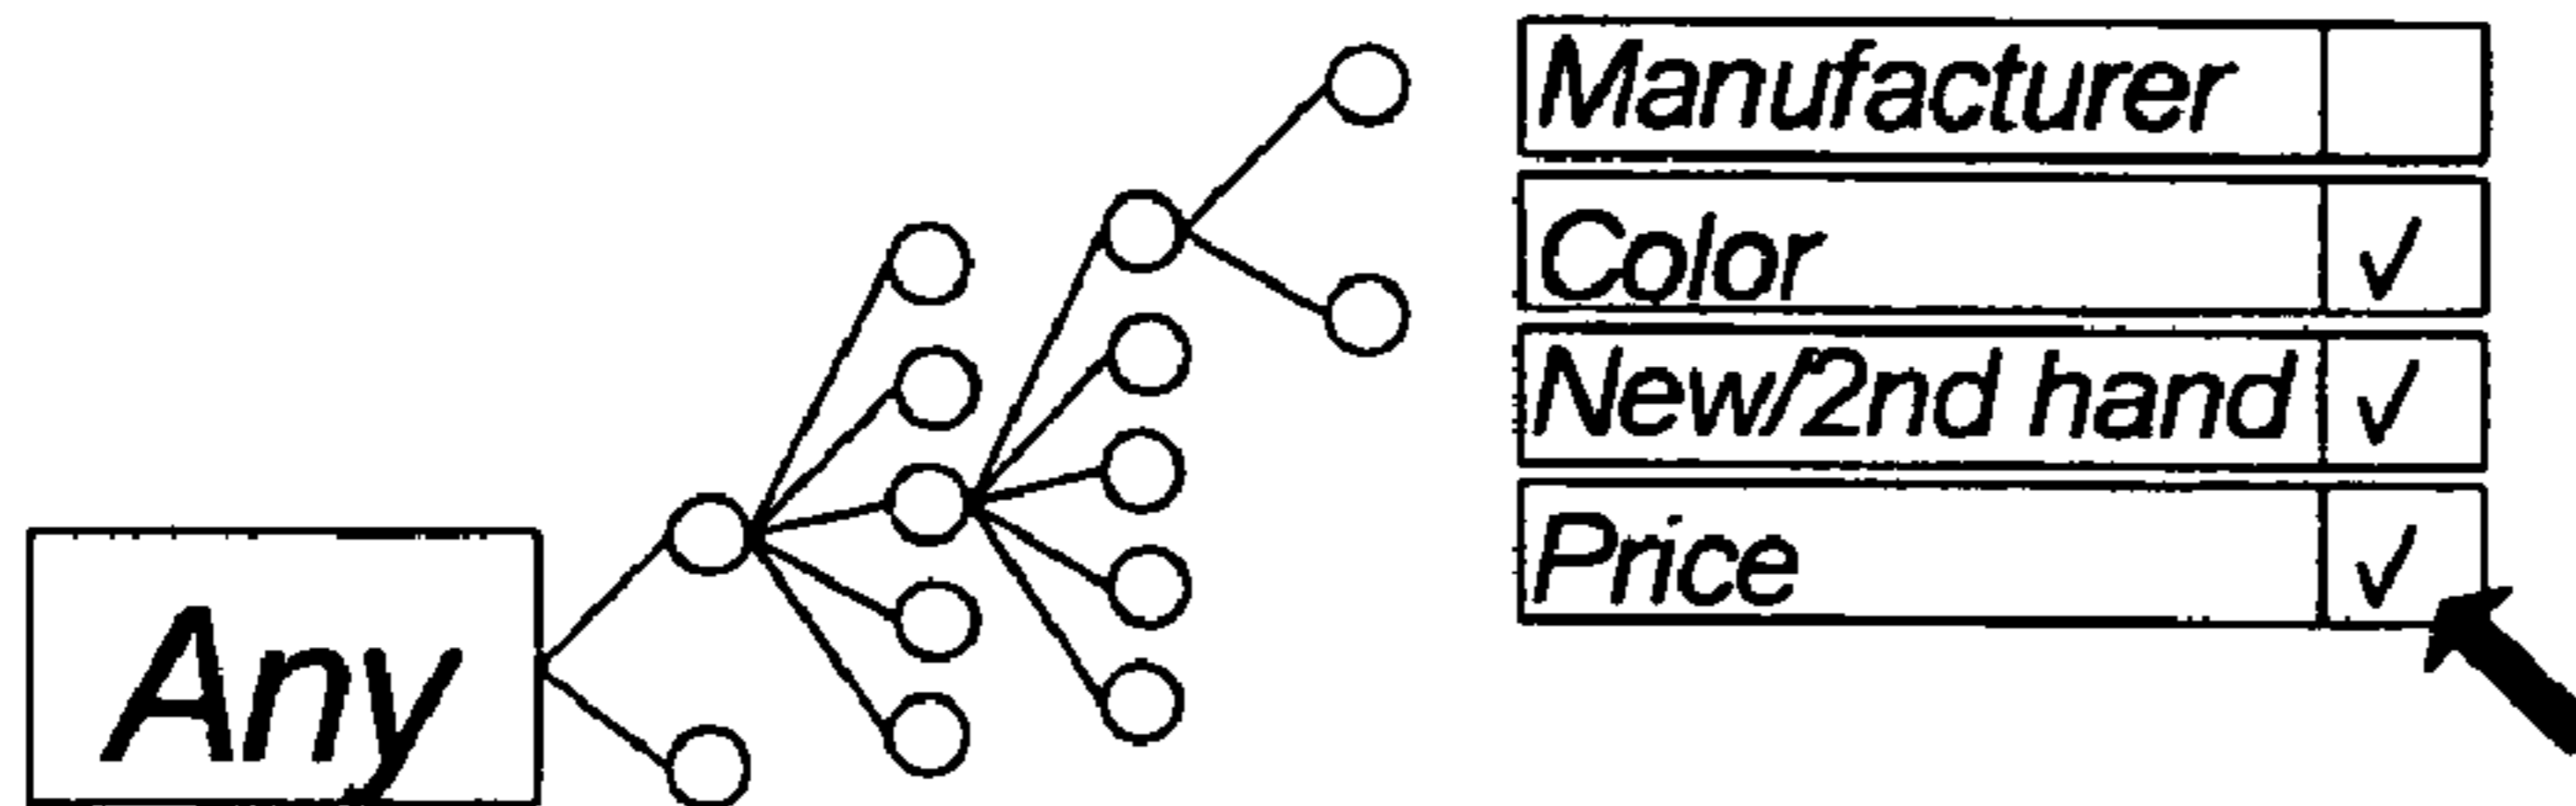 Manufacturer
Color ✓
New/2nd hand ✓
Price ✓
Any